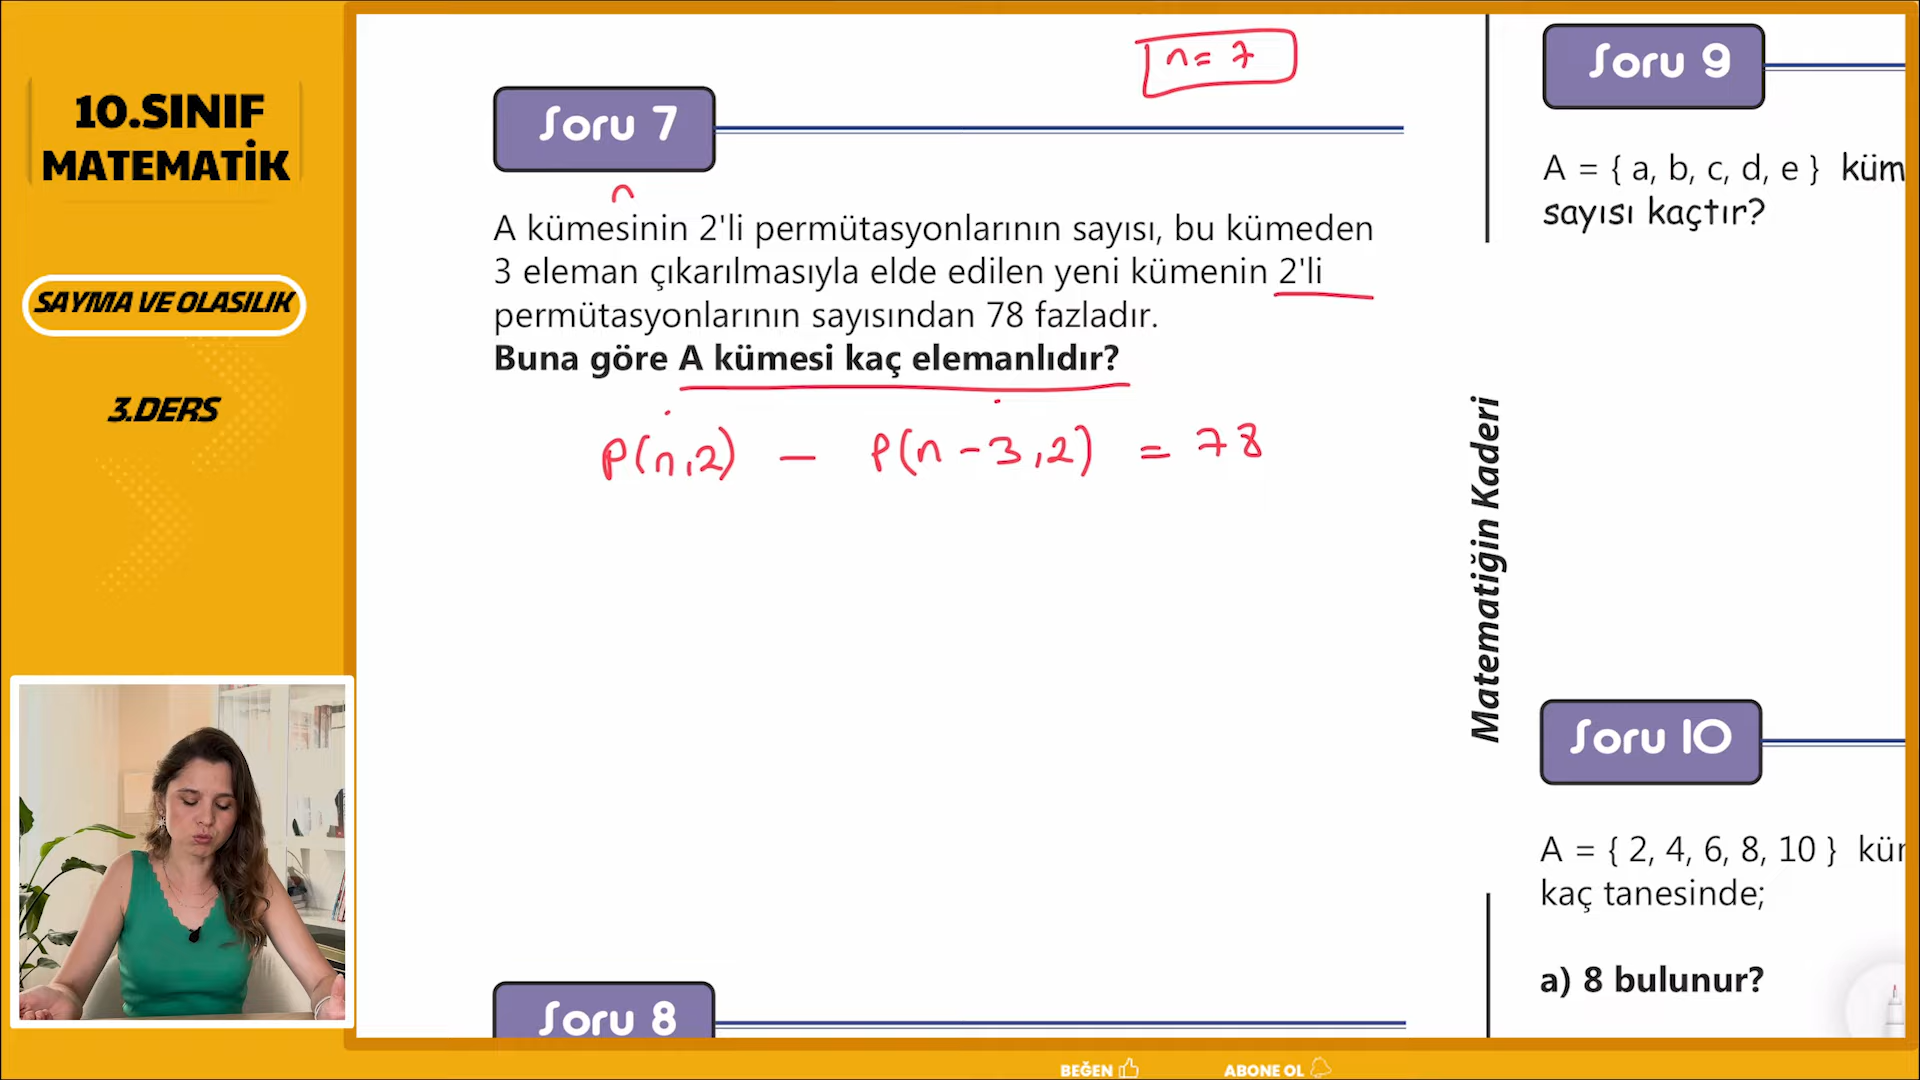 10.SINIF
MATEMATİK
SAYMA VE OLASILIK
3.DERS
n = 7
Soru 7
n
A kümesinin 2'li permütasyonlarının sayısı, bu kümeden
3 eleman çıkarılmasıyla elde edilen yeni kümenin 2'li
permütasyonlarının sayısından 78 fazladır.
Buna göre A kümesi kaç elemanlıdır?
P(n,2) - P(n-3,2) = 78
Soru 8
Matematiğin Kaderi
Soru 9
A = { a, b, c, d, e } küm
sayısı kaçtır?
Soru 10
A = { 2, 4, 6, 8, 10 } kür
kaç tanesinde;
a) 8 bulunur?
BEĞEN
ABONE OL